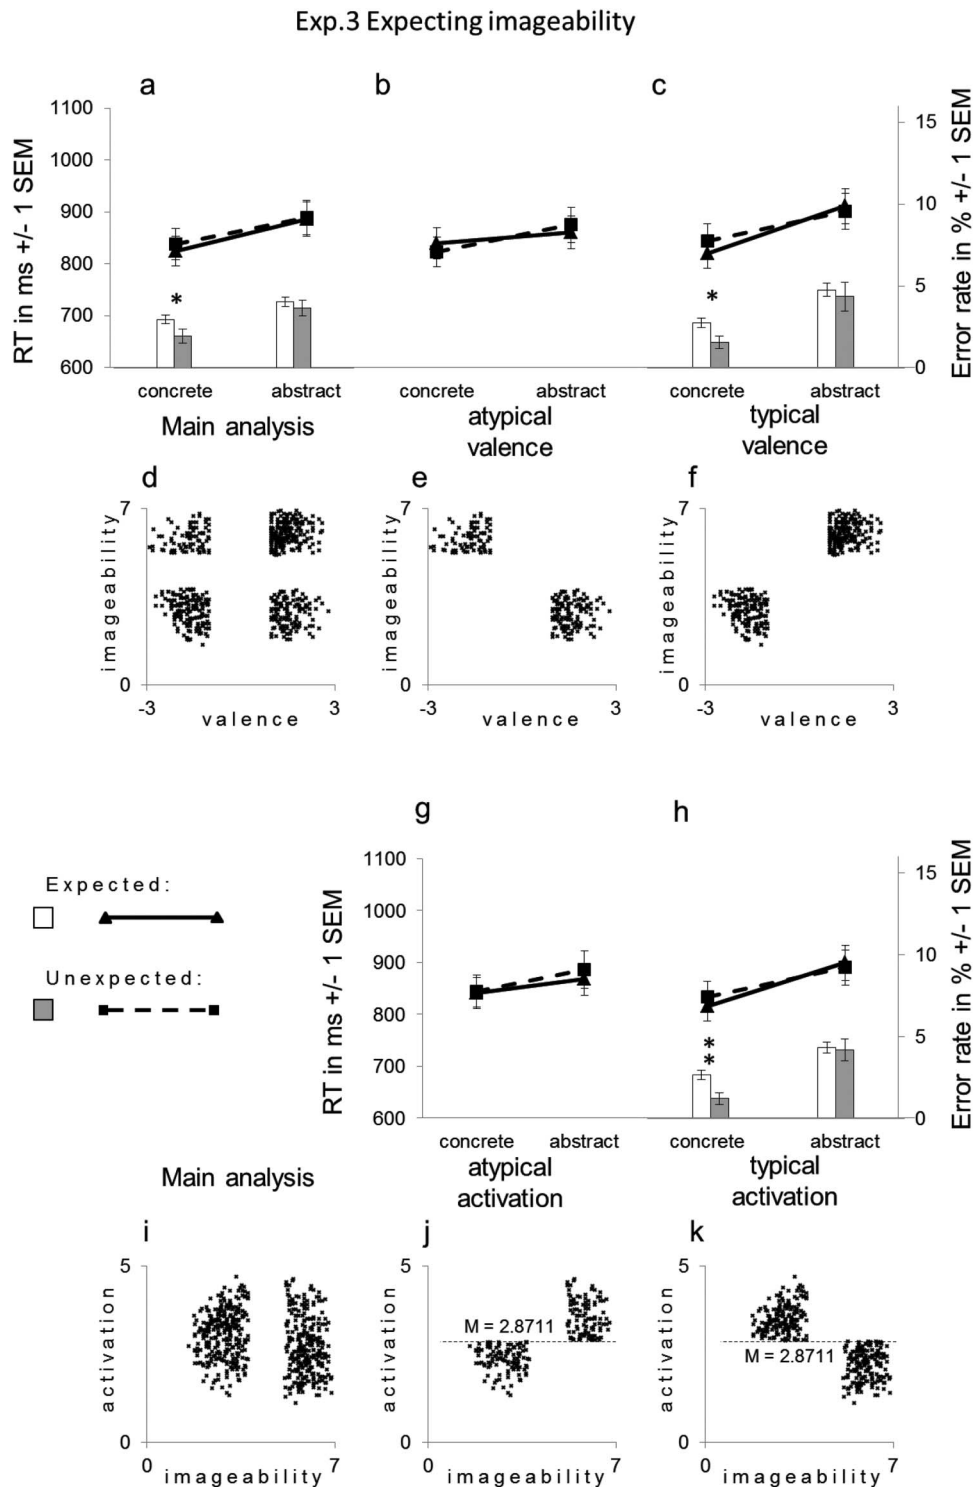 Exp.3 Expecting imageability
a
b
c
RT in ms +/- 1 SEM
1100
1000
900
800
700
600
*
*
15
10
5
0
Error rate in % +/- 1 SEM
concrete
abstract
concrete
abstract
concrete
abstract
Main analysis
atypical
valence
typical
valence
d
e
f
imageability
7
0
-3
3
valence
imageability
7
0
-3
3
valence
imageability
7
0
-3
3
valence
g
h
Expected:
Unexpected:
RT in ms +/- 1 SEM
1100
1000
900
800
700
600
*
*
15
10
5
0
Error rate in % +/- 1 SEM
concrete
abstract
concrete
abstract
Main analysis
atypical
activation
typical
activation
i
j
k
activation
5
0
0
7
imageability
activation
5
M = 2.8711
0
0
7
imageability
activation
5
M = 2.8711
0
0
7
imageability